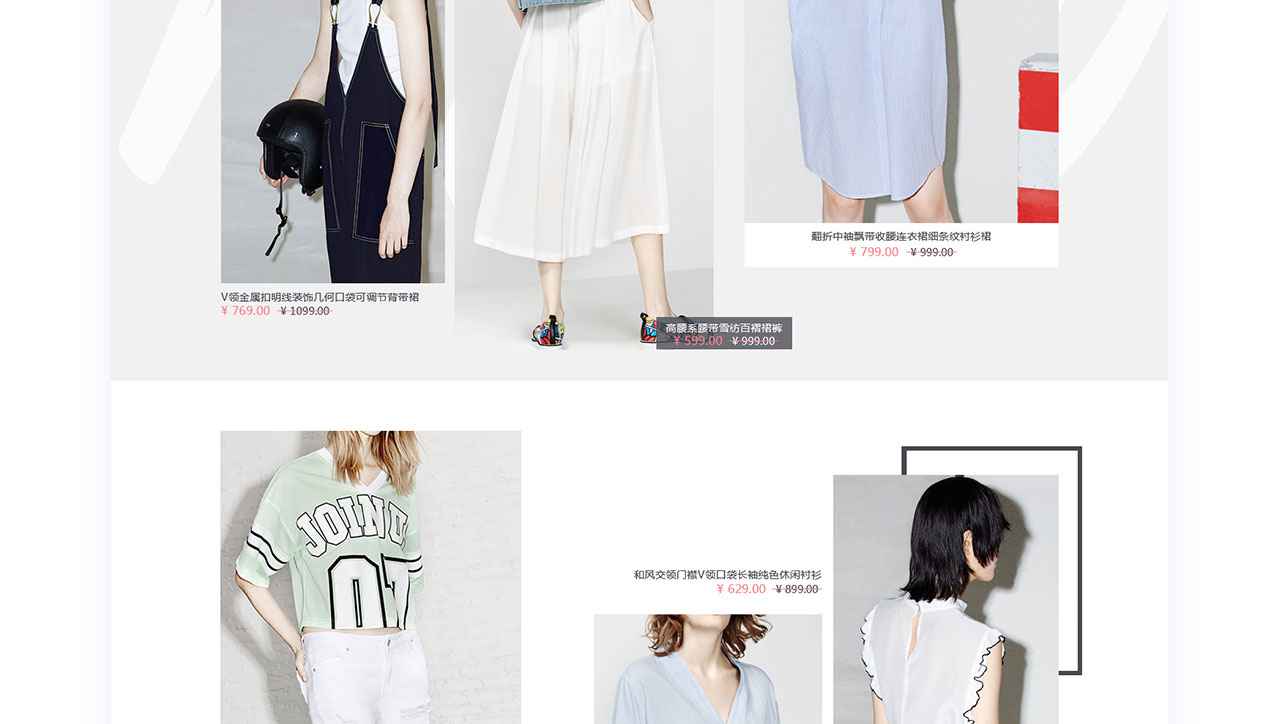 翻折中袖飘带收腰连衣裙细条纹衬衫裙
¥ 799.00 ¥ 999.00
V领金属扣明线装饰几何口袋可调节背带裙
¥ 769.00 ¥ 1099.00
高腰系腰带雪纺百褶裙裤
¥ 599.00 ¥ 999.00
JOINO
07
和风交领门襟V领口袋长袖纯色休闲衬衫
¥ 629.00 ¥ 899.00